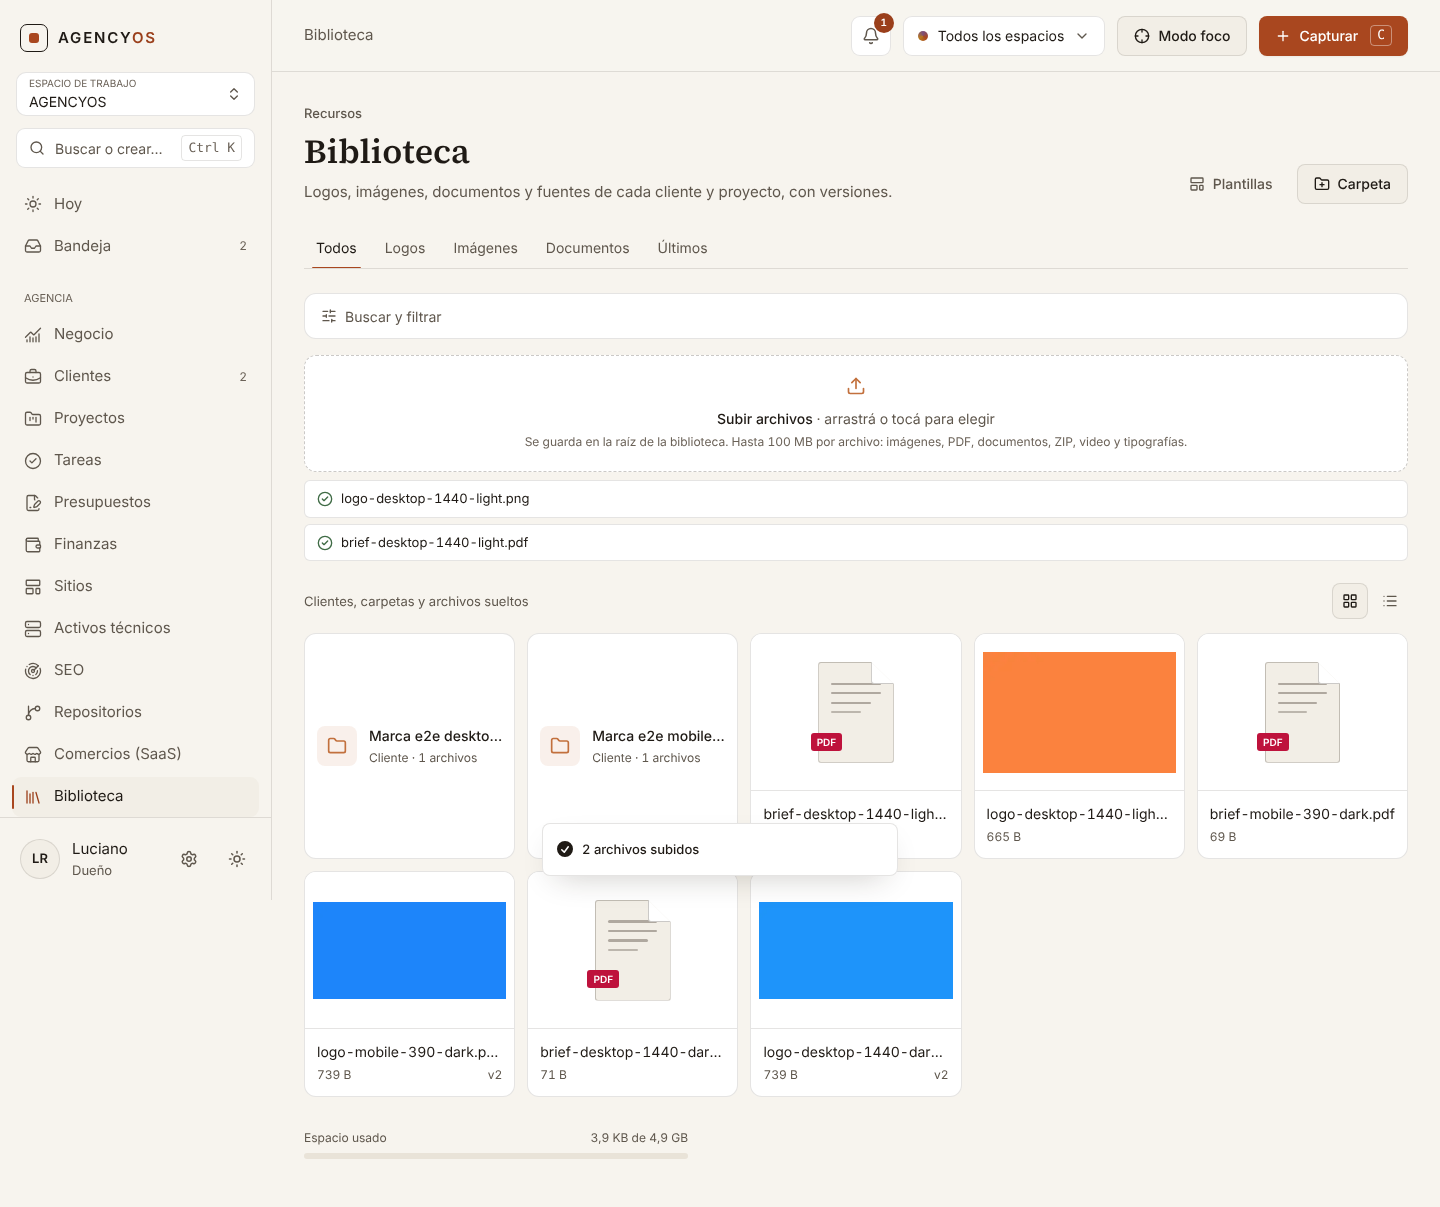 AGENCYOS
ESPACIO DE TRABAJO
AGENCYOS
Buscar o crear... Ctrl K
Hoy
Bandeja 2
AGENCIA
Negocio
Clientes 2
Proyectos
Tareas
Presupuestos
Finanzas
Sitios
Activos técnicos
SEO
Repositorios
Comercios (SaaS)
Biblioteca
LR
Luciano
Dueño
Biblioteca
1
Todos los espacios
Modo foco
Capturar C
Recursos
Biblioteca
Logos, imágenes, documentos y fuentes de cada cliente y proyecto, con versiones.
Plantillas
Carpeta
Todos Logos Imágenes Documentos Últimos
Buscar y filtrar
Subir archivos · arrastrá o tocá para elegir
Se guarda en la raíz de la biblioteca. Hasta 100 MB por archivo: imágenes, PDF, documentos, ZIP, video y tipografías.
logo-desktop-1440-light.png
brief-desktop-1440-light.pdf
Clientes, carpetas y archivos sueltos
Marca e2e deskto...
Cliente · 1 archivos
Marca e2e mobile...
Cliente · 1 archivos
PDF
brief-desktop-1440-ligh...
logo-desktop-1440-ligh...
665 B
PDF
brief-mobile-390-dark.pdf
69 B
2 archivos subidos
logo-mobile-390-dark.p...
739 B v2
PDF
brief-desktop-1440-dar...
71 B
logo-desktop-1440-dar...
739 B v2
Espacio usado 3,9 KB de 4,9 GB